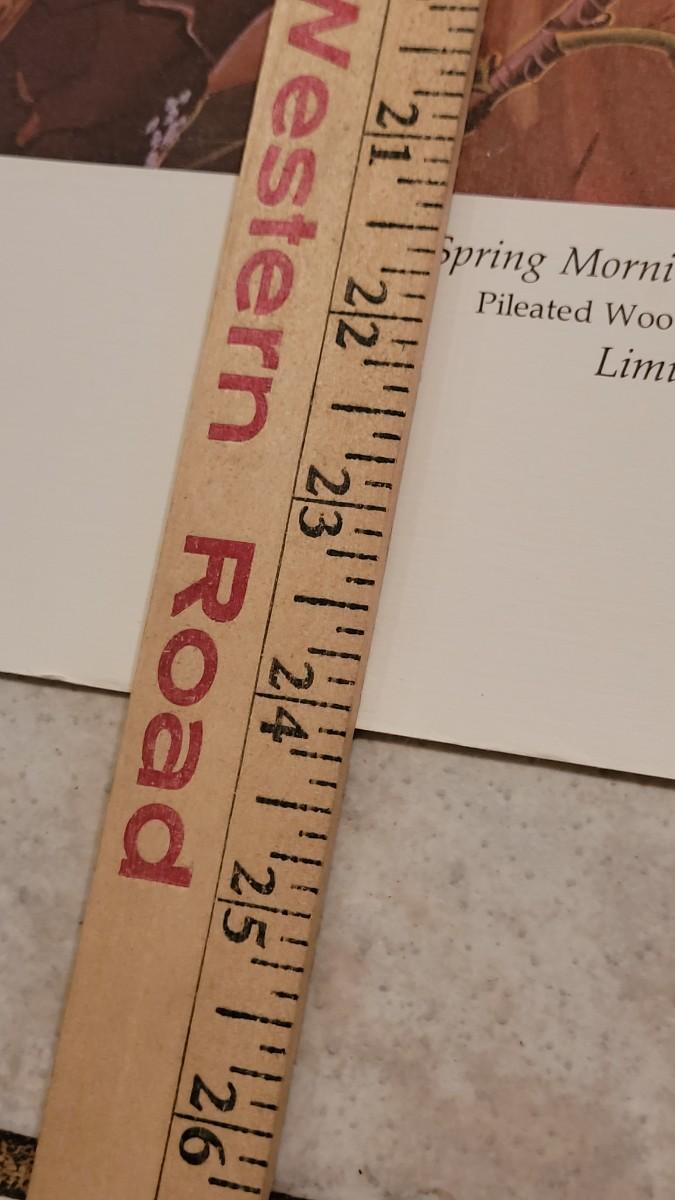 Western Road
21
22
23
24
25
26
Spring Morni
Pileated Woo
Limi